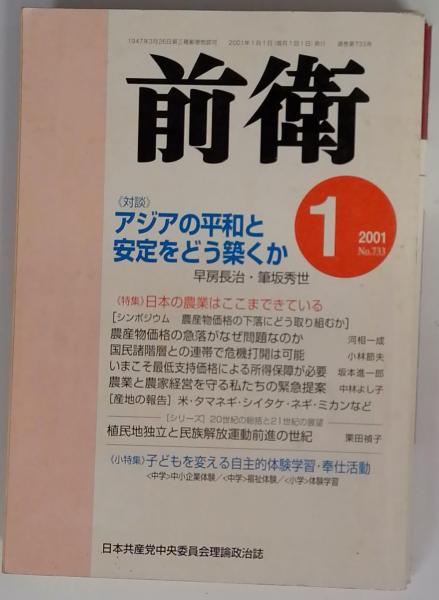 1947年3月26日第三種郵便物認可 2001年1月1日(毎月1回1日)発行 通巻第733号
前衛
1
2001
No.733
《対談》
アジアの平和と
安定をどう築くか
早房長治・筆坂秀世
《特集》日本の農業はここまできている
[シンポジウム 農産物価格の下落にどう取り組むか]
農産物価格の急落がなぜ問題なのか 河相一成
国民諸階層との連帯で危機打開は可能 小林節夫
いまこそ最低支持価格による所得保障が必要 坂本進一郎
農業と農家経営を守る私たちの緊急提案 中林よし子
[産地の報告] 米・タマネギ・シイタケ・ネギ・ミカンなど
[シリーズ] 20世紀の総括と21世紀の展望
植民地独立と民族解放運動前進の世紀 栗田禎子
《小特集》子どもを変える自主的体験学習・奉仕活動
<中学>中小企業体験/<中学>福祉体験/<小学>体験学習
日本共産党中央委員会理論政治誌